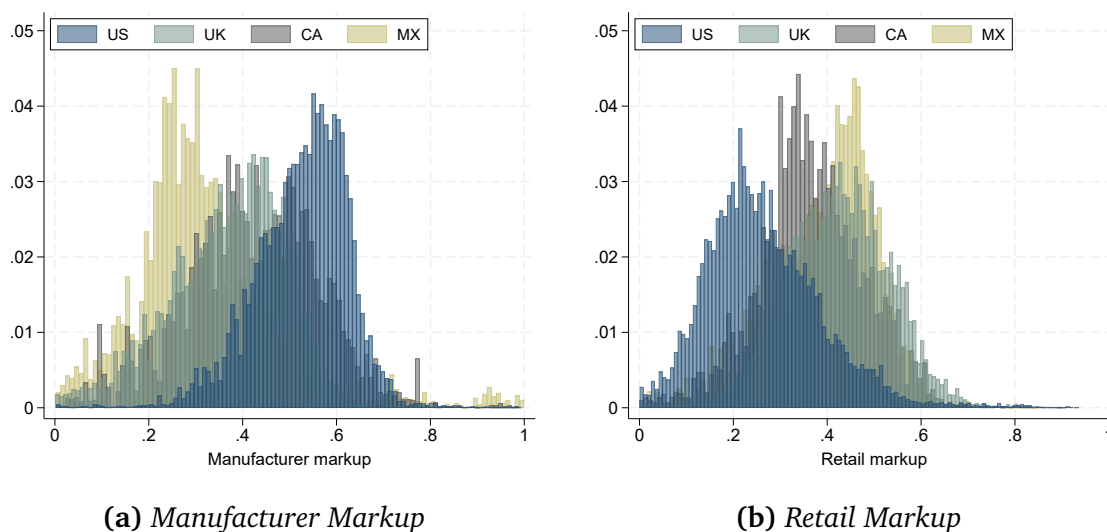 US UK CA MX
.05
.04
.03
.02
.01
0
0 .2 .4 .6 .8 1
Manufacturer markup
(a) Manufacturer Markup
US UK CA MX
.05
.04
.03
.02
.01
0
0 .2 .4 .6 .8 1
Retail markup
(b) Retail Markup